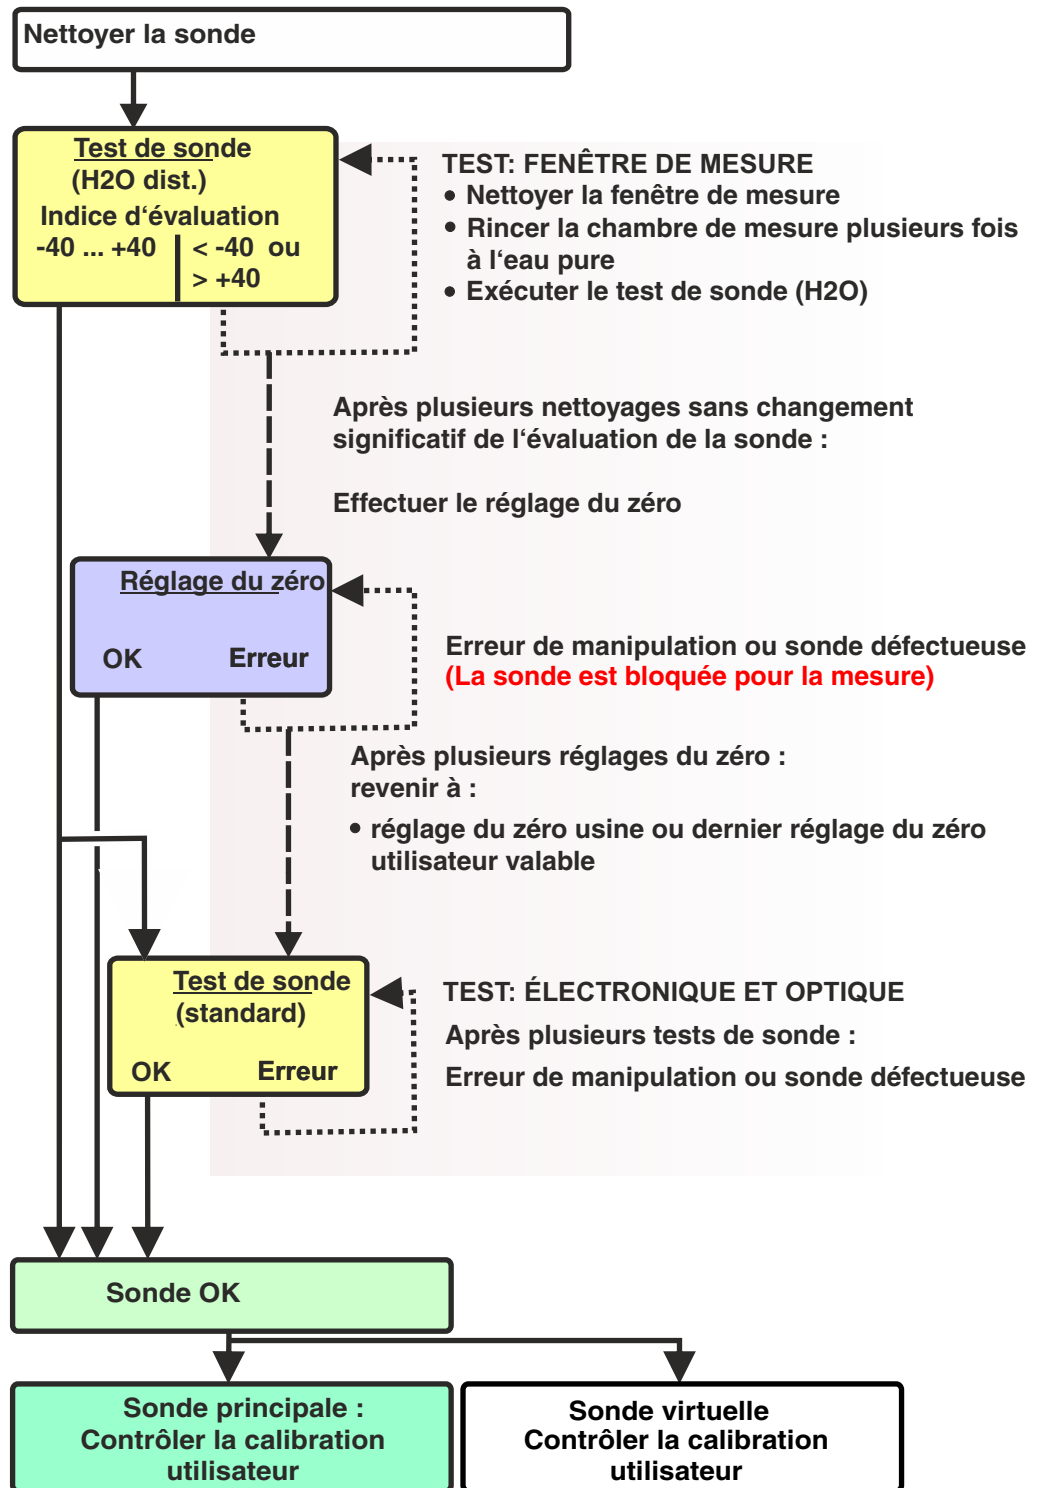 Nettoyer la sonde
Test de sonde
(H2O dist.)
Indice d‘évaluation
-40 ... +40 < -40 ou
> +40
TEST: FENÊTRE DE MESURE
• Nettoyer la fenêtre de mesure
• Rincer la chambre de mesure plusieurs fois
à l‘eau pure
• Exécuter le test de sonde (H2O)
Après plusieurs nettoyages sans changement
significatif de l‘évaluation de la sonde :
Effectuer le réglage du zéro
Réglage du zéro
OK Erreur
Erreur de manipulation ou sonde défectueuse
(La sonde est bloquée pour la mesure)
Après plusieurs réglages du zéro :
revenir à :
• réglage du zéro usine ou dernier réglage du zéro
utilisateur valable
Test de sonde
(standard)
OK Erreur
TEST: ÉLECTRONIQUE ET OPTIQUE
Après plusieurs tests de sonde :
Erreur de manipulation ou sonde défectueuse
Sonde OK
Sonde principale :
Contrôler la calibration
utilisateur
Sonde virtuelle
Contrôler la calibration
utilisateur